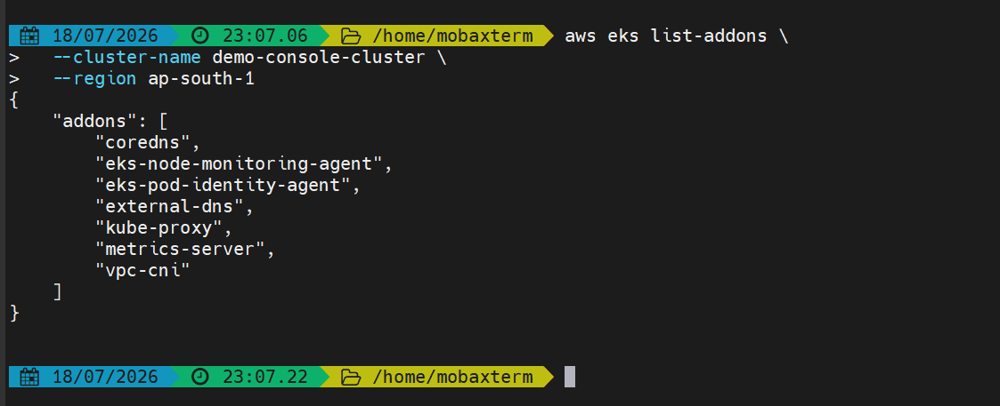 18/07/2026 23:07.06 /home/mobaxterm aws eks list-addons \
> --cluster-name demo-console-cluster \
> --region ap-south-1
{
    "addons": [
        "coredns",
        "eks-node-monitoring-agent",
        "eks-pod-identity-agent",
        "external-dns",
        "kube-proxy",
        "metrics-server",
        "vpc-cni"
    ]
}
18/07/2026 23:07.22 /home/mobaxterm